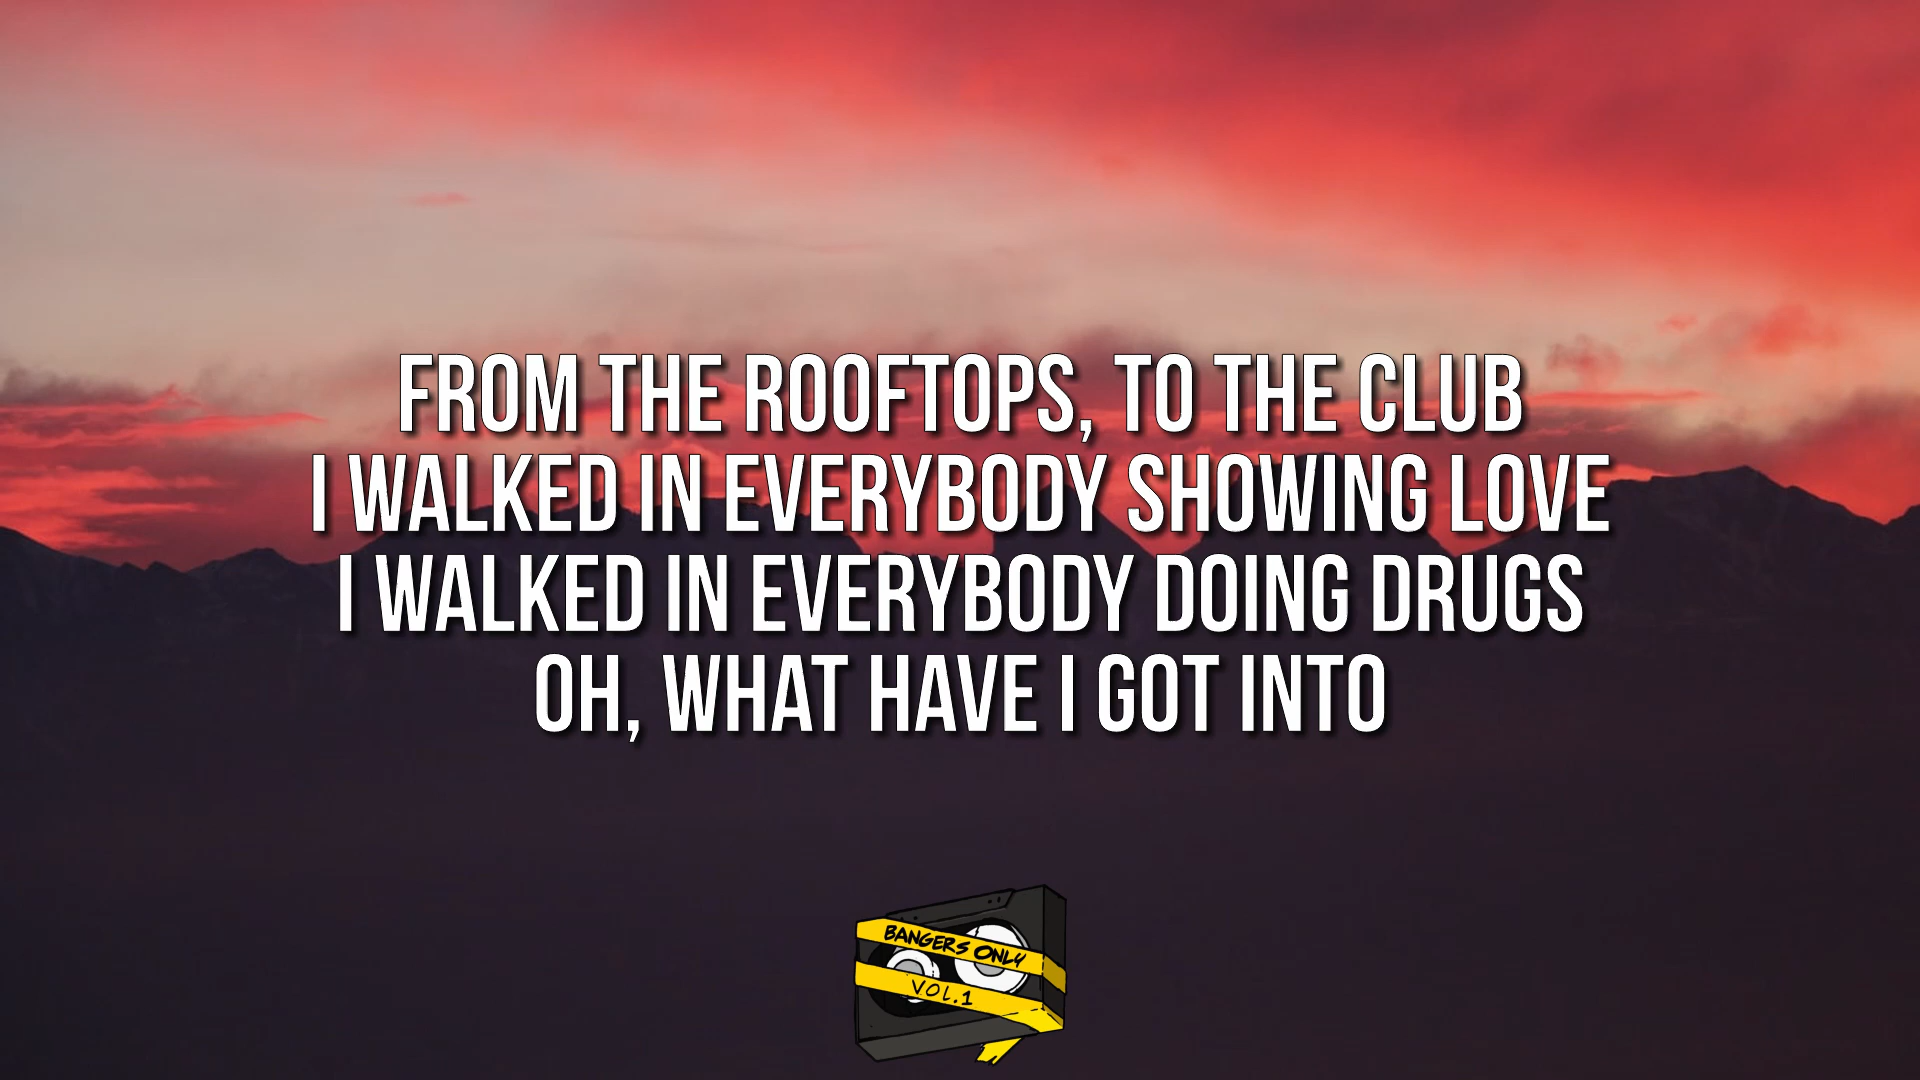 FROM THE ROOFTOPS, TO THE CLUB
I WALKED IN EVERYBODY SHOWING LOVE
I WALKED IN EVERYBODY DOING DRUGS
OH, WHAT HAVE I GOT INTO
BANGERS ONLY
VOL.1